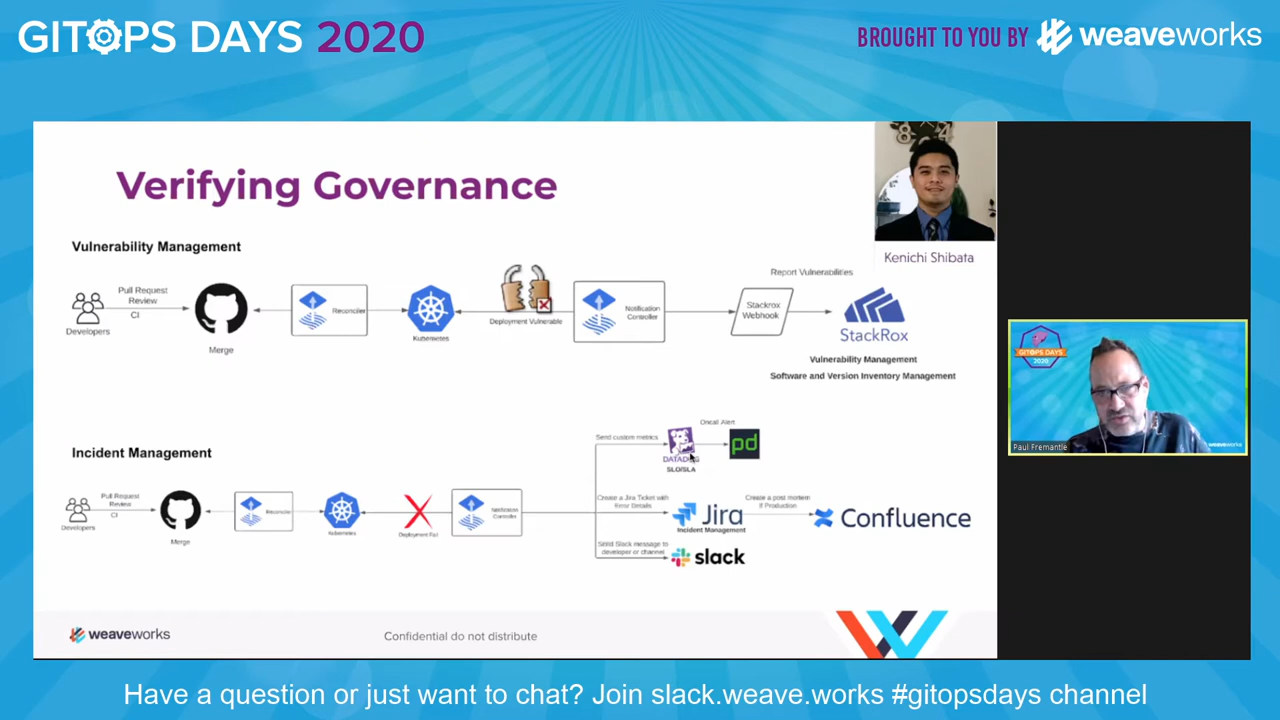 GITOPS DAYS 2020
BROUGHT TO YOU BY weaveworks
Verifying Governance
Kenichi Shibata
Vulnerability Management
Report Vulnerabilities
Pull Request
Review
CI
Developers
Merge
Reconciler
Kubernetes
Deployment Vulnerable
Notification
Controller
Stackrox
Webhook
StackRox
Vulnerability Management
Software and Version Inventory Management
Incident Management
Oncall Alert
Send custom metrics
DATADOG
SLO/SLA
pd
Pull Request
Review
CI
Developers
Merge
Reconciler
Kubernetes
Deployment Fail
Notification
Controller
Create a Jira Ticket with
Error Details
Jira
Incident Management
Create a post mortem
if Production
Confluence
Send Slack message to
developer or channel
slack
GITOPS DAYS
2020
Paul Fremantle
weaveworks
weaveworks
Confidential do not distribute
Have a question or just want to chat? Join slack.weave.works #gitopsdays channel